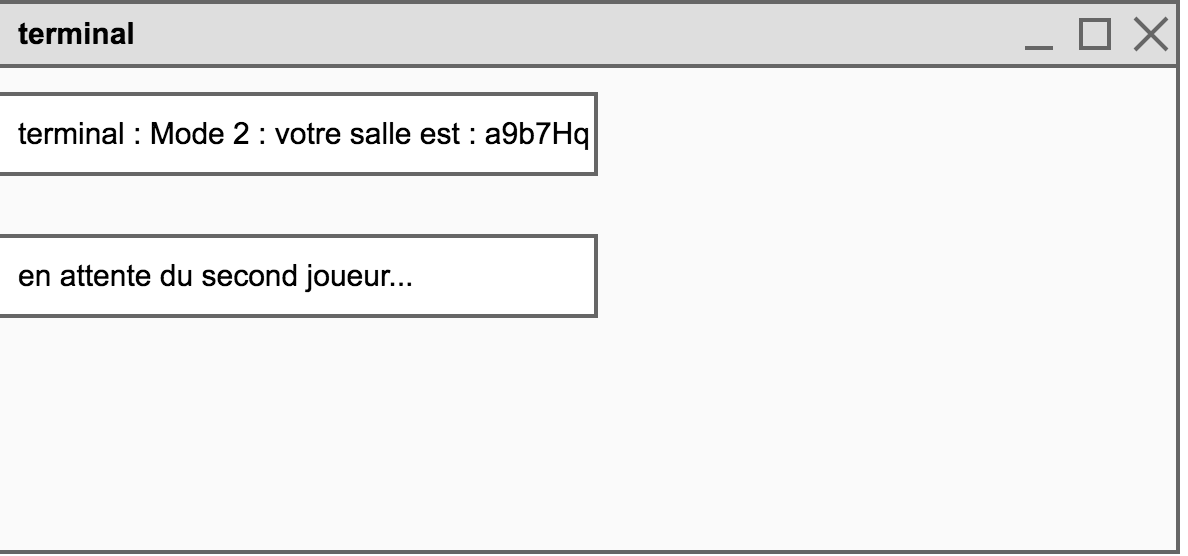 terminal
terminal : Mode 2 : votre salle est : a9b7Hq
en attente du second joueur...